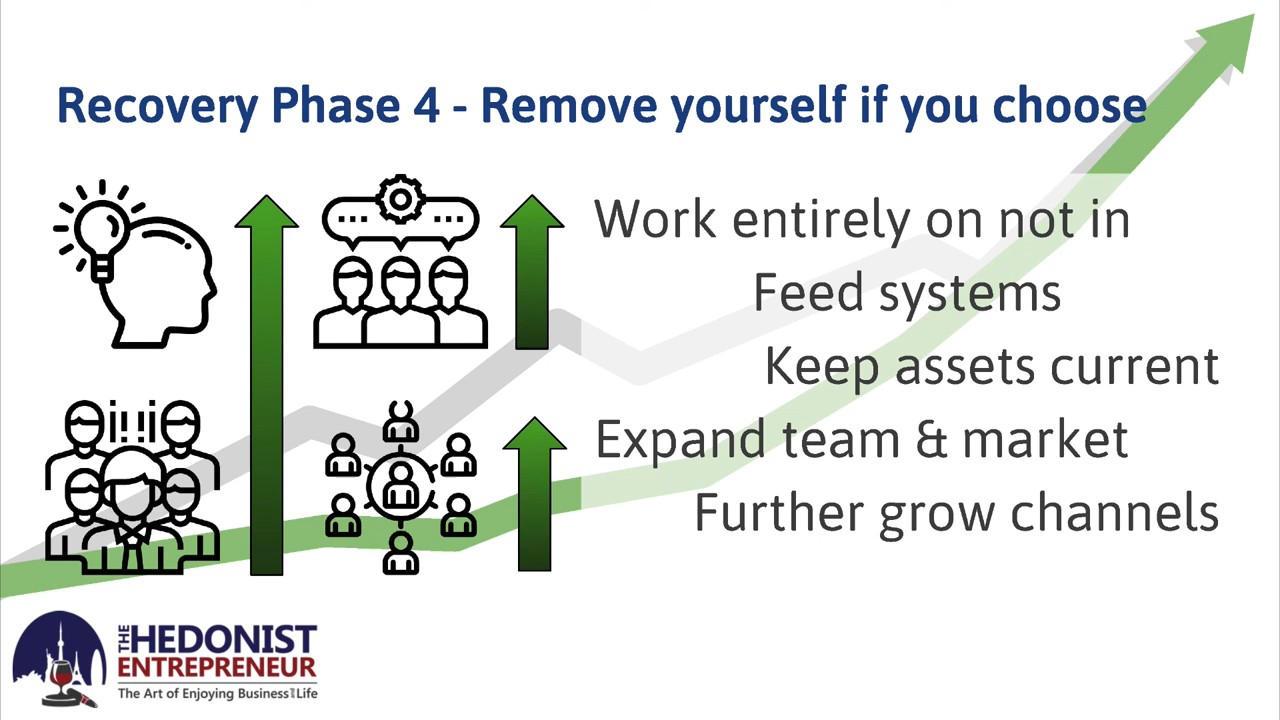 Recovery Phase 4 - Remove yourself if you choose
Work entirely on not in
Feed systems
Keep assets current
Expand team & market
Further grow channels
THE HEDONIST
ENTREPRENEUR
The Art of Enjoying Business and Life